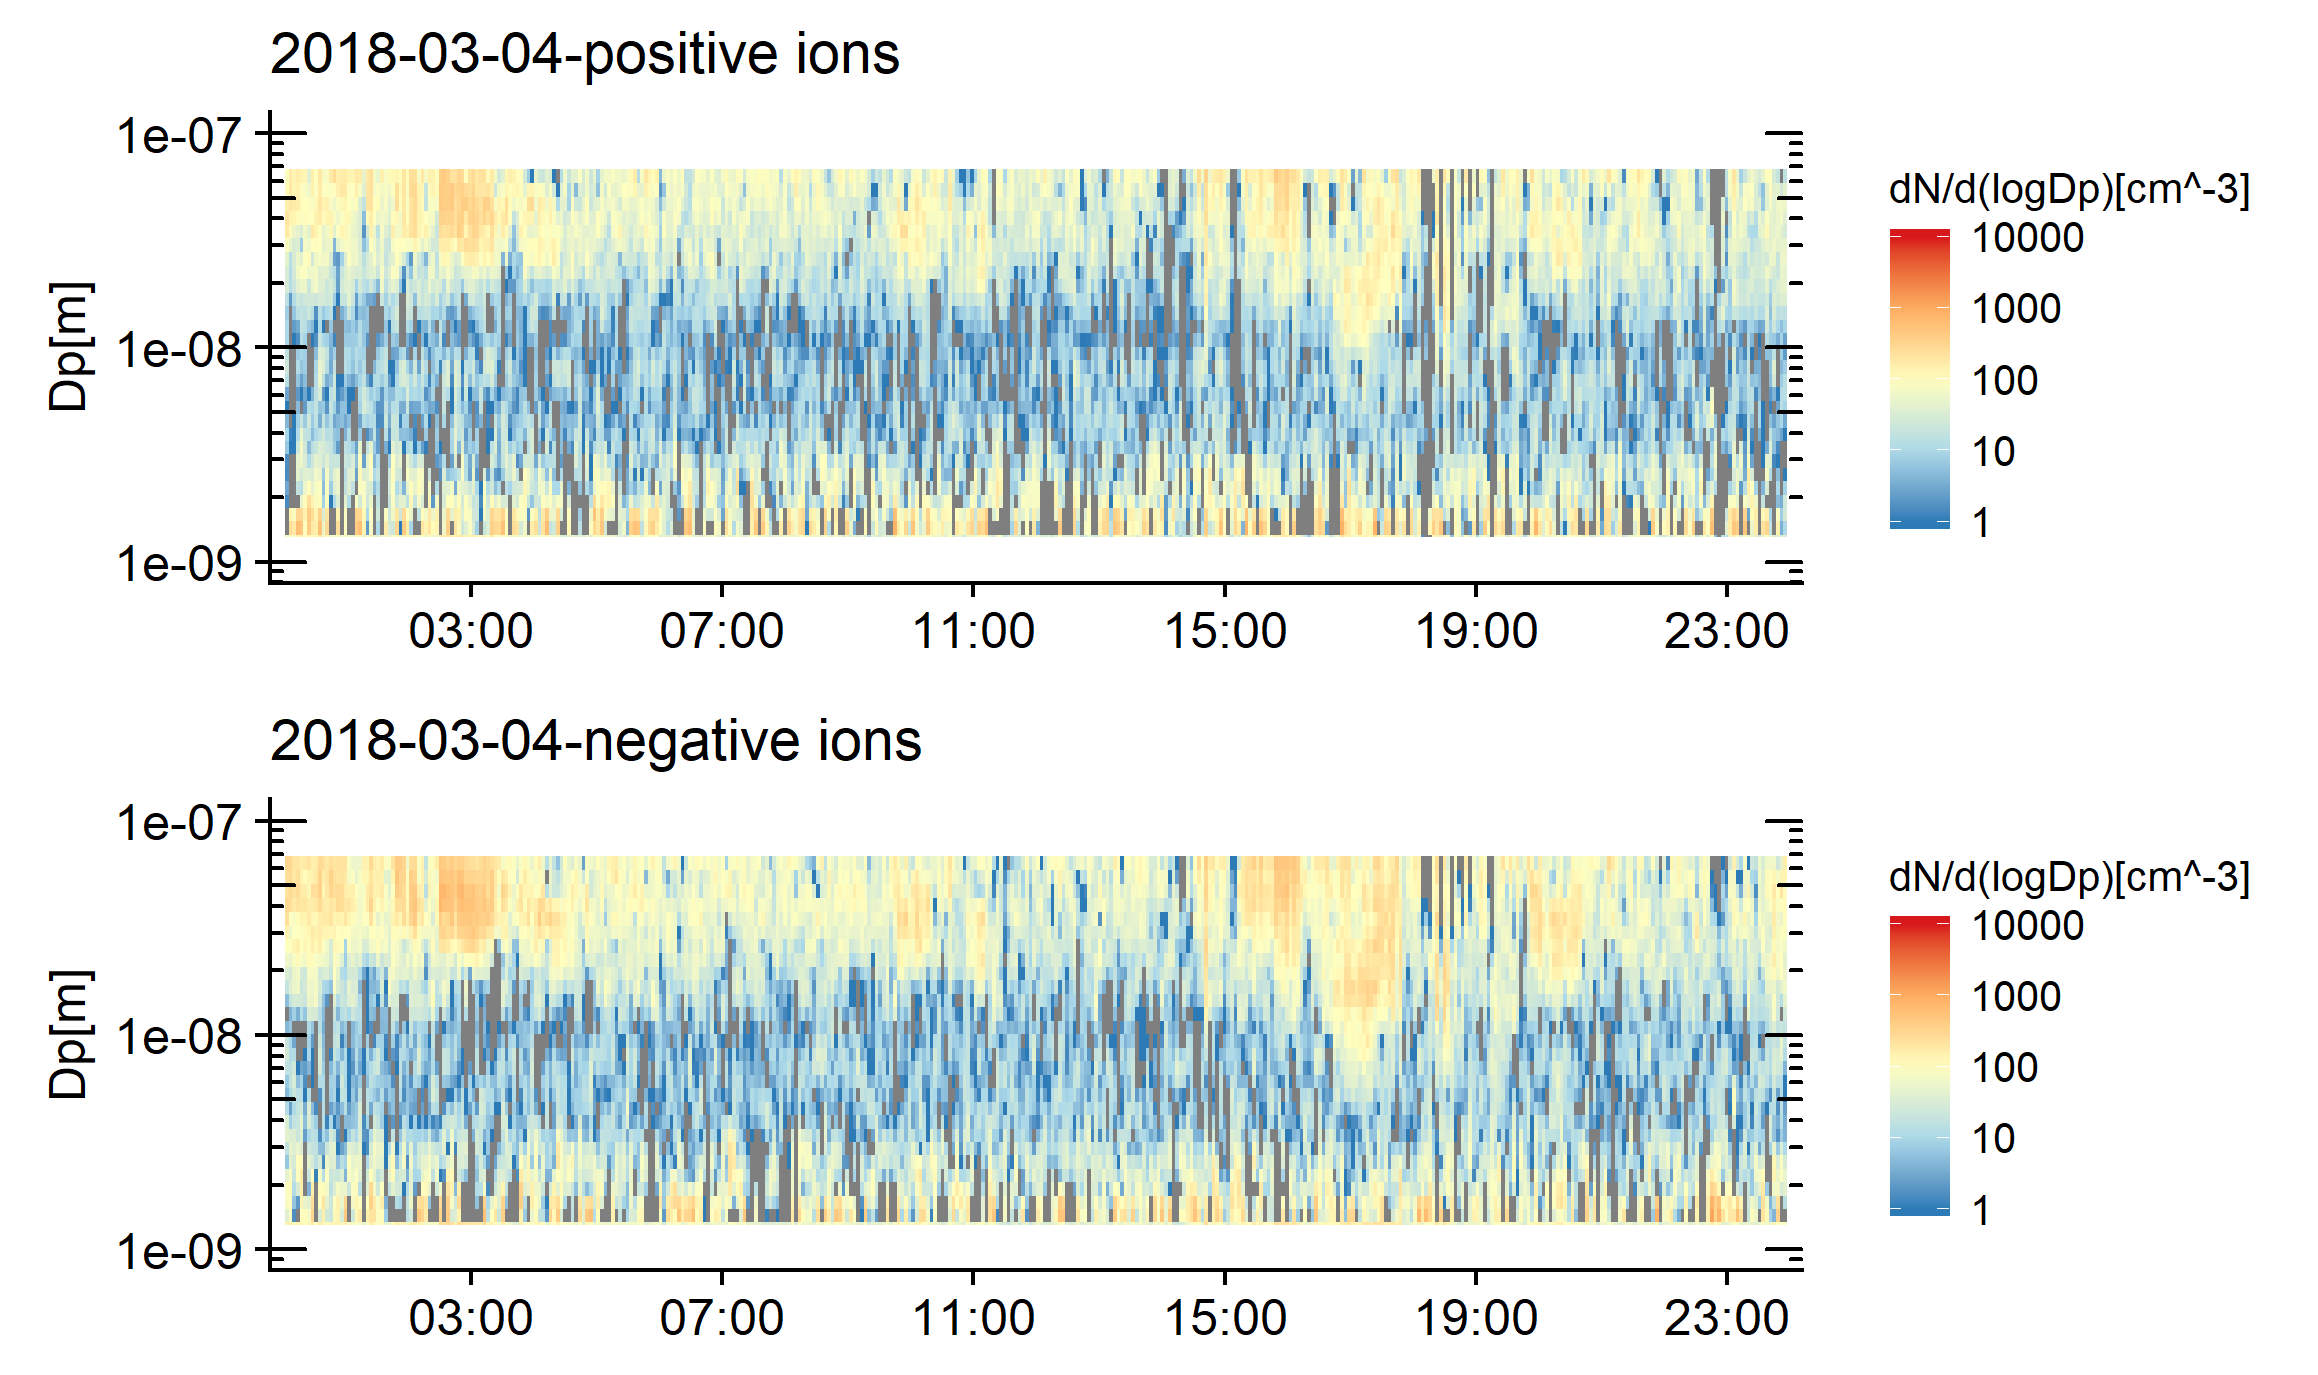 2018-03-04-positive ions
1e-07
1e-08
1e-09
Dp[m]
03:00 07:00 11:00 15:00 19:00 23:00
dN/d(logDp)[cm^-3]
10000
1000
100
10
1
2018-03-04-negative ions
1e-07
1e-08
1e-09
Dp[m]
03:00 07:00 11:00 15:00 19:00 23:00
dN/d(logDp)[cm^-3]
10000
1000
100
10
1